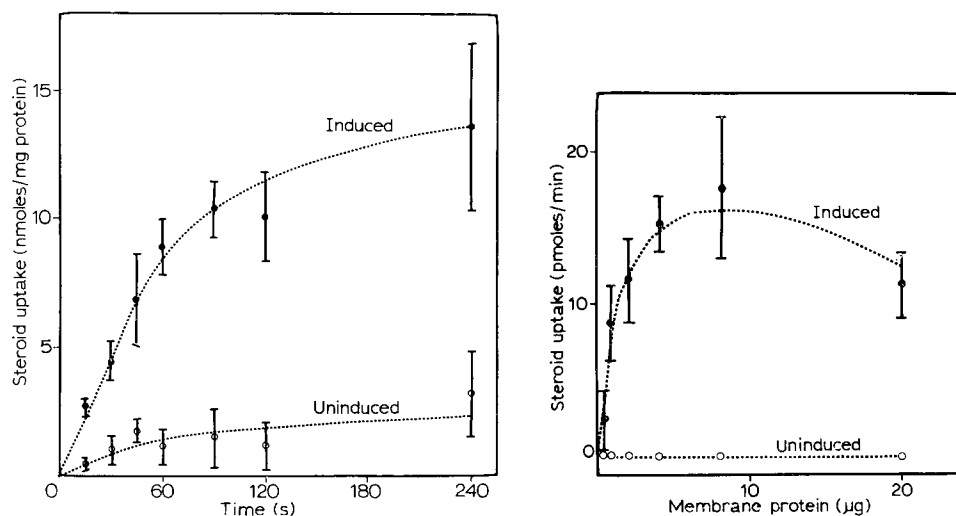 Steroid uptake (nmoles/mg protein)
15
10
5
Induced
Uninduced
0 60 120 180 240
Time (s)
Steroid uptake (pmoles/min)
20
10
0
Induced
Uninduced
10 20
Membrane protein (µg)